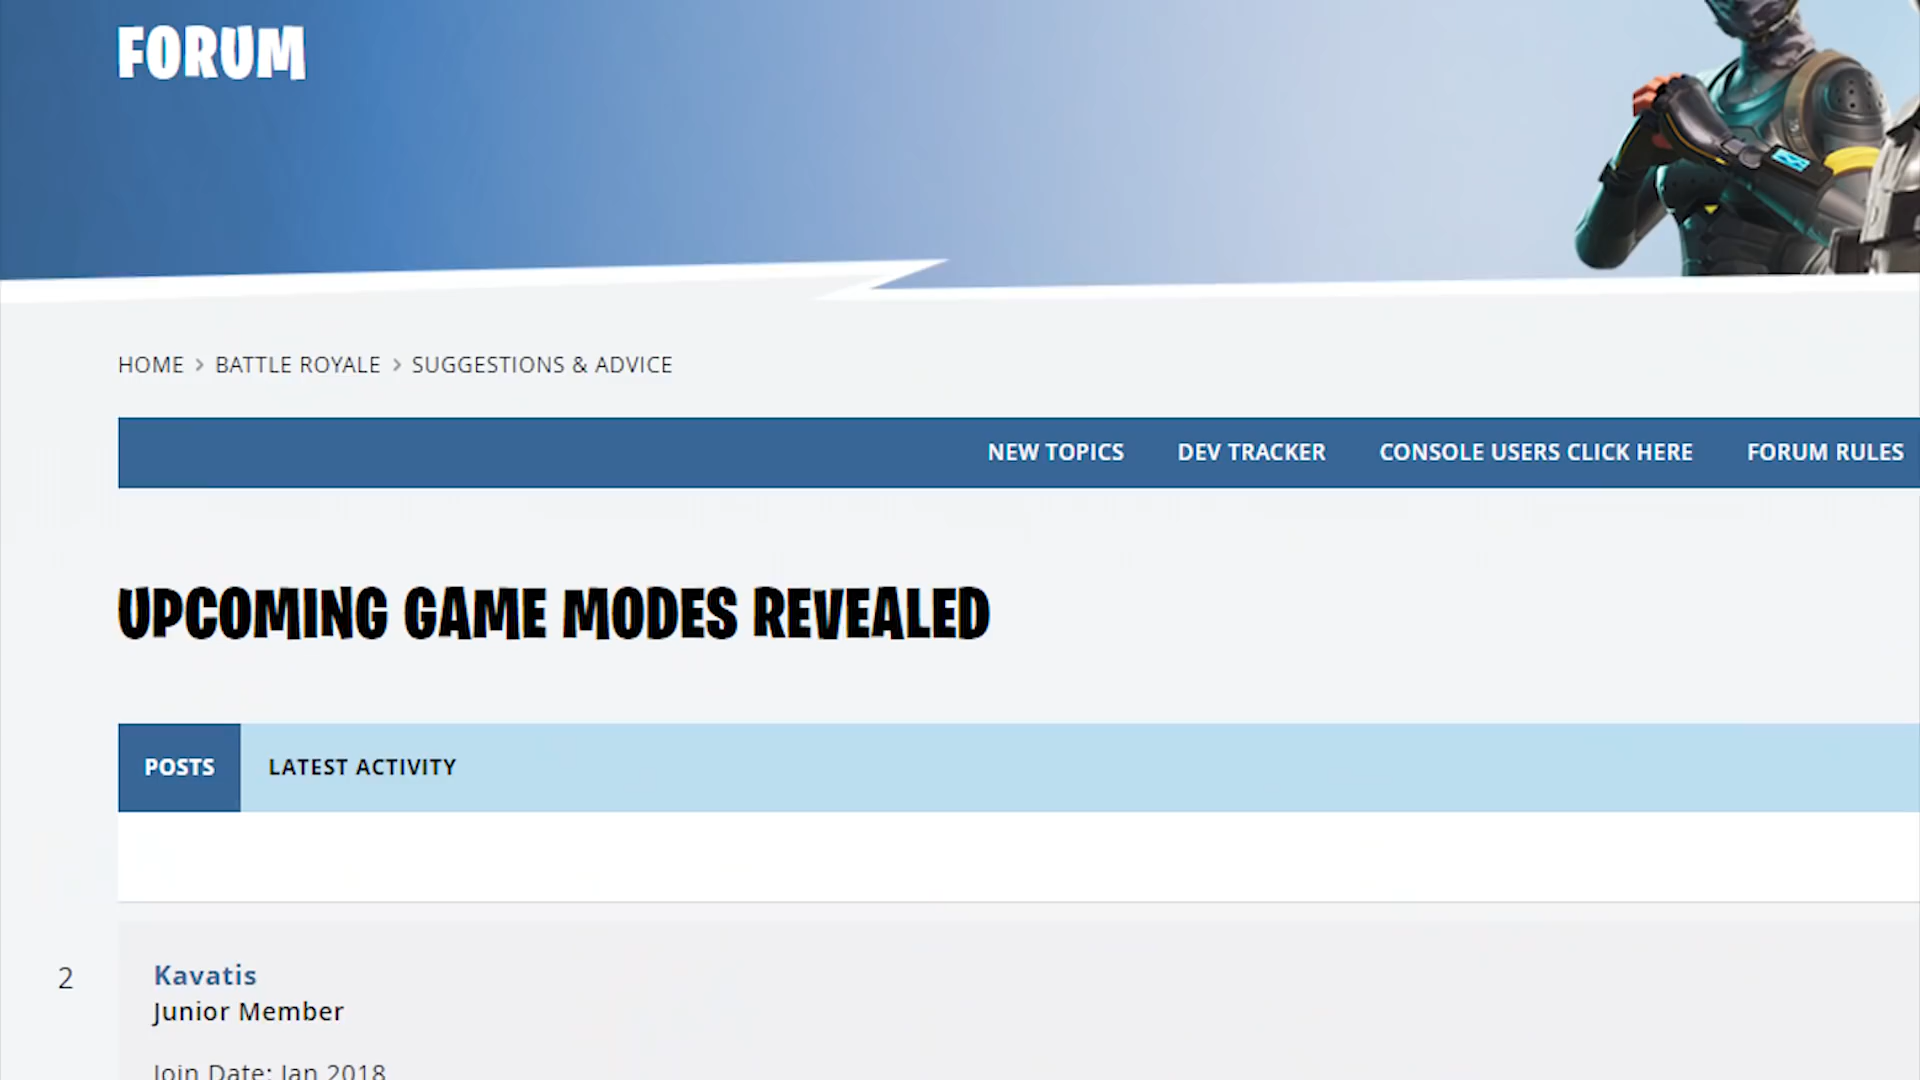 FORUM
HOME > BATTLE ROYALE > SUGGESTIONS & ADVICE
NEW TOPICS DEV TRACKER CONSOLE USERS CLICK HERE FORUM RULES
UPCOMING GAME MODES REVEALED
POSTS LATEST ACTIVITY
2
Kavatis
Junior Member
Join Date: Jan 2018